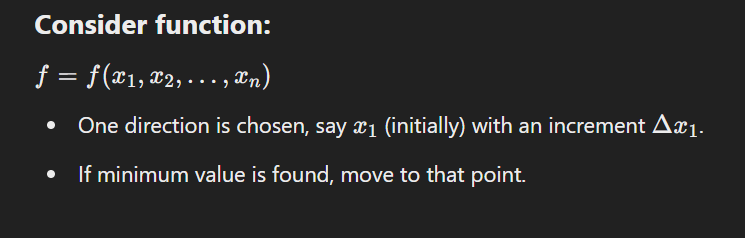 Consider function:
f = f(x₁, x₂, . . . , xₙ)
• One direction is chosen, say x₁ (initially) with an increment Δx₁.
• If minimum value is found, move to that point.